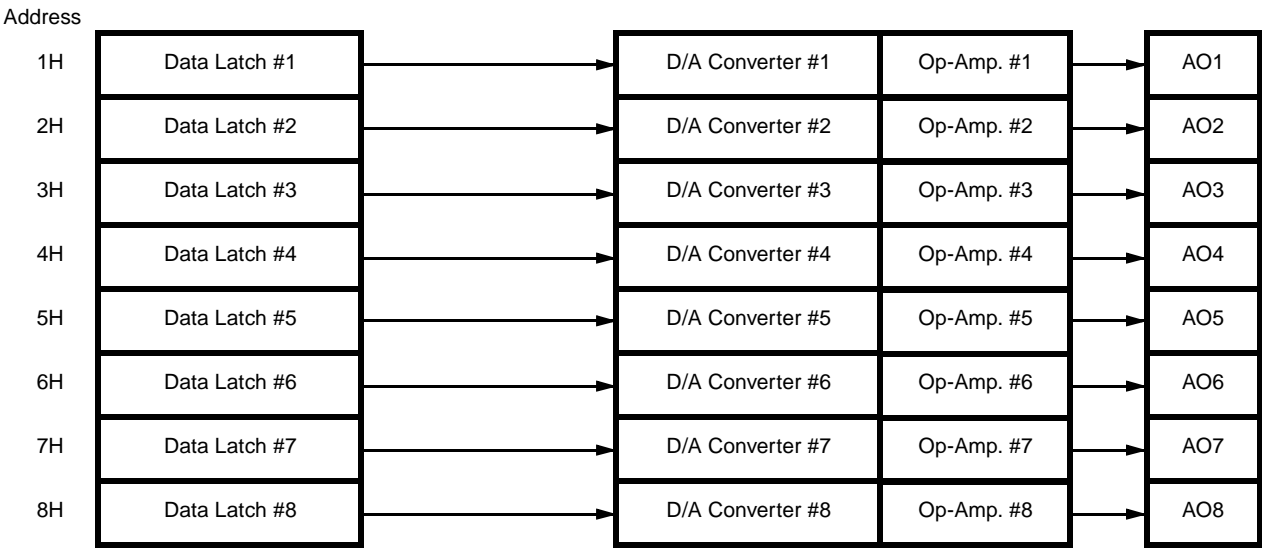 Address
1H Data Latch #1 D/A Converter #1 Op-Amp. #1 AO1
2H Data Latch #2 D/A Converter #2 Op-Amp. #2 AO2
3H Data Latch #3 D/A Converter #3 Op-Amp. #3 AO3
4H Data Latch #4 D/A Converter #4 Op-Amp. #4 AO4
5H Data Latch #5 D/A Converter #5 Op-Amp. #5 AO5
6H Data Latch #6 D/A Converter #6 Op-Amp. #6 AO6
7H Data Latch #7 D/A Converter #7 Op-Amp. #7 AO7
8H Data Latch #8 D/A Converter #8 Op-Amp. #8 AO8